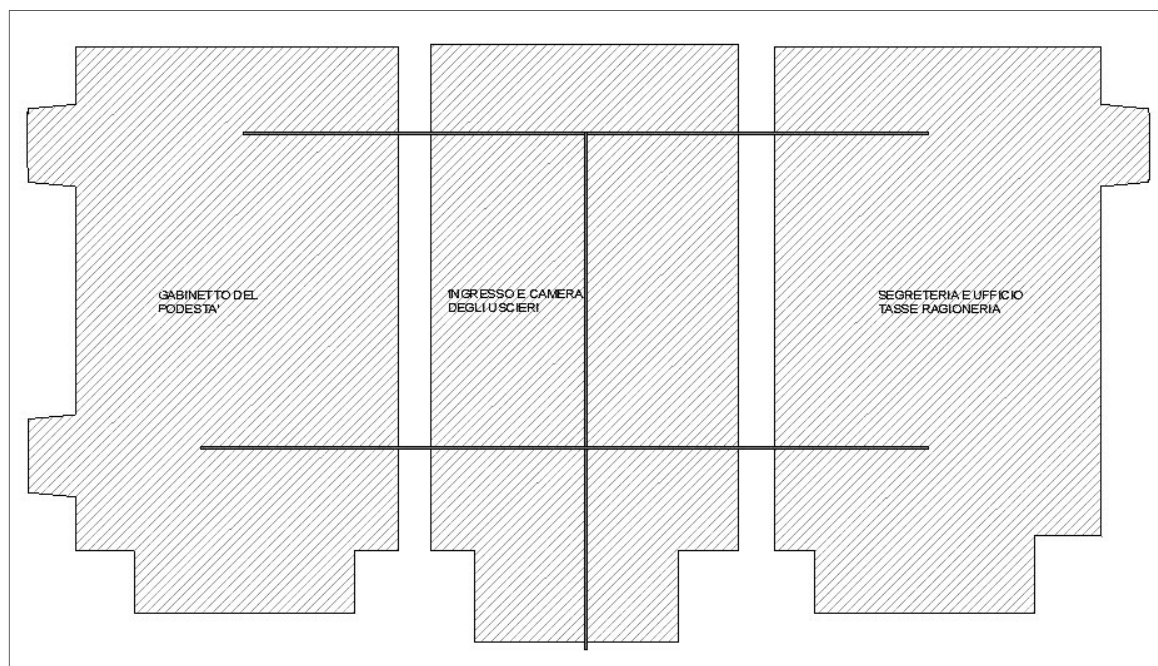 GABINETTO DEL
PODESTA'
INGRESSO E CAMERA
DEGLI USCIERI
SEGRETERIA E UFFICIO
TASSE RAGIONERIA